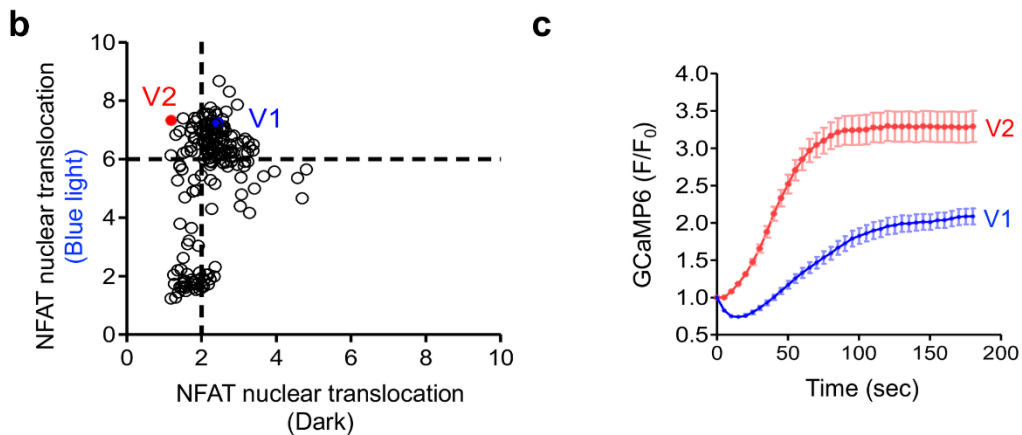 b
NFAT nuclear translocation
(Blue light)
10
8
6
4
2
0
V2
V1
0 2 4 6 8 10
NFAT nuclear translocation
(Dark)
c
GCaMP6 (F/F₀)
4.0
3.5
3.0
2.5
2.0
1.5
1.0
0.5
V2
V1
0 50 100 150 200
Time (sec)